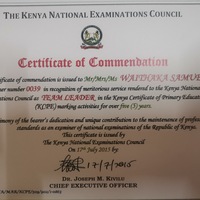 THE KENYA NATIONAL EXAMINATIONS COUNCIL
Certificate of Commendation
certificate of commendation is issued to Mr/Mrs/Ms WAITHAKA SAMUE
number 0039 in recognition of meritorious service rendered to the Kenya
Examinations Council as TEAM LEADER in the Kenya Certificate of Primary Educa
(KCPE) marking activities for over five (5) years.
of the bearer's dedication and unique contribution to the maintenance of profes
standards as an examiner of national examinations of the Republic of Kenya.
This certificate is issued by
The Kenya National Examinations Council
On 17th July 2015 by
17/7/2015
DR. JOSEPH M. KIVILU
CHIEF EXECUTIVE OFFICER